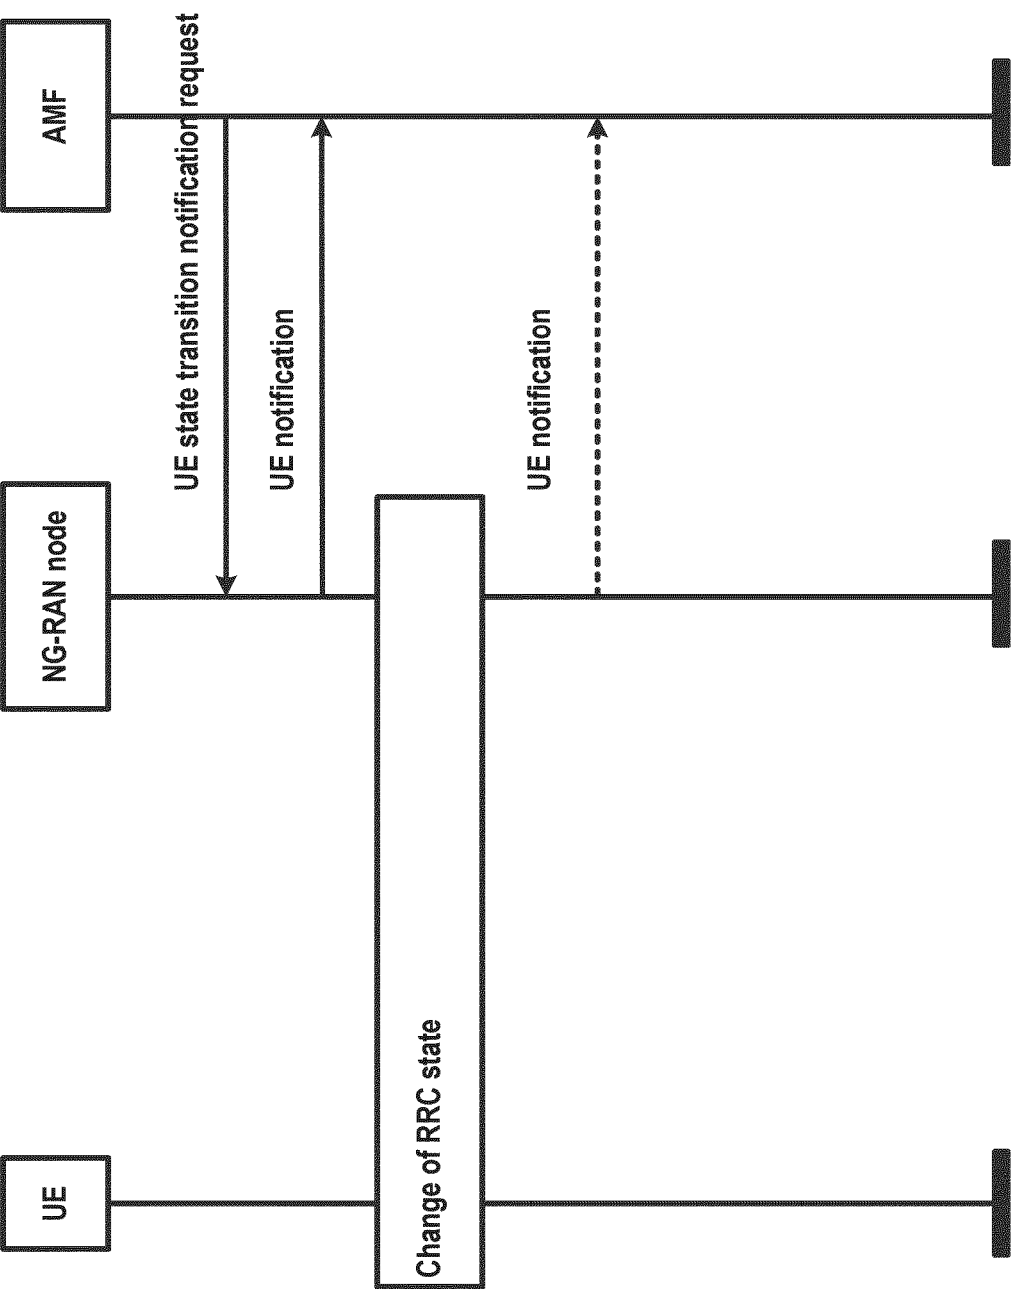 UE
NG-RAN node
AMF
UE state transition notification request
UE notification
Change of RRC state
UE notification